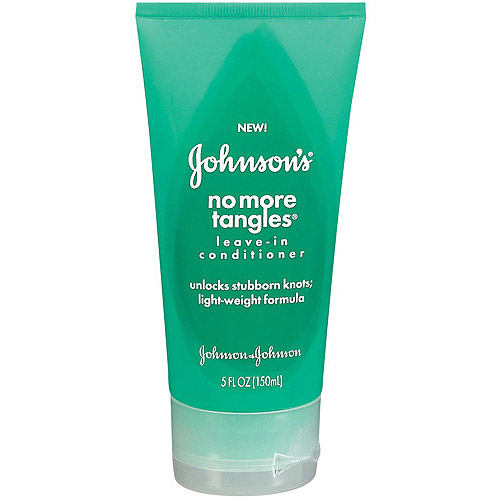 NEW!
Johnson's®
no more
tangles®
leave-in
conditioner
unlocks stubborn knots;
light-weight formula
Johnson+Johnson
5 FL OZ (150mL)